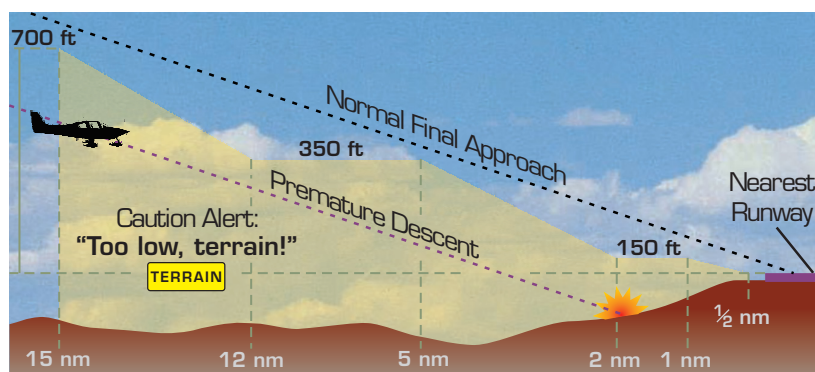 700 ft
Normal Final Approach
350 ft
Premature Descent
Nearest
Runway
Caution Alert:
“Too low, terrain!”
TERRAIN
150 ft
½ nm
15 nm
12 nm
5 nm
2 nm
1 nm